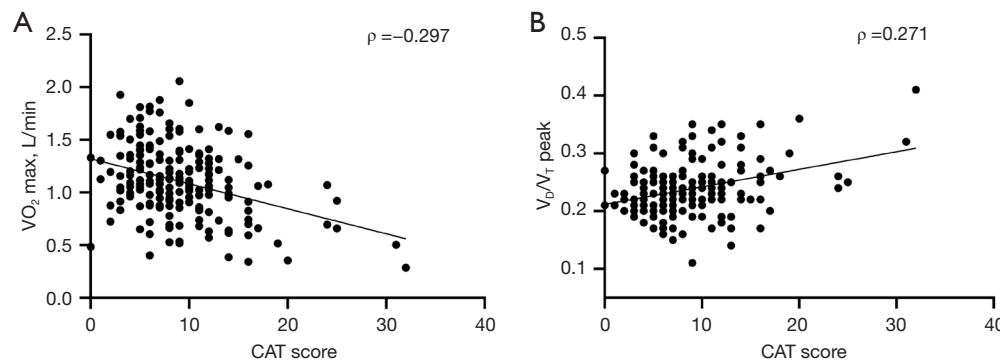 A
ρ =−0.297
2.5
2.0
1.5
1.0
0.5
0.0
VO₂ max, L/min
0 10 20 30 40
CAT score
B
ρ =0.271
0.5
0.4
0.3
0.2
0.1
V_D/V_T peak
0 10 20 30 40
CAT score